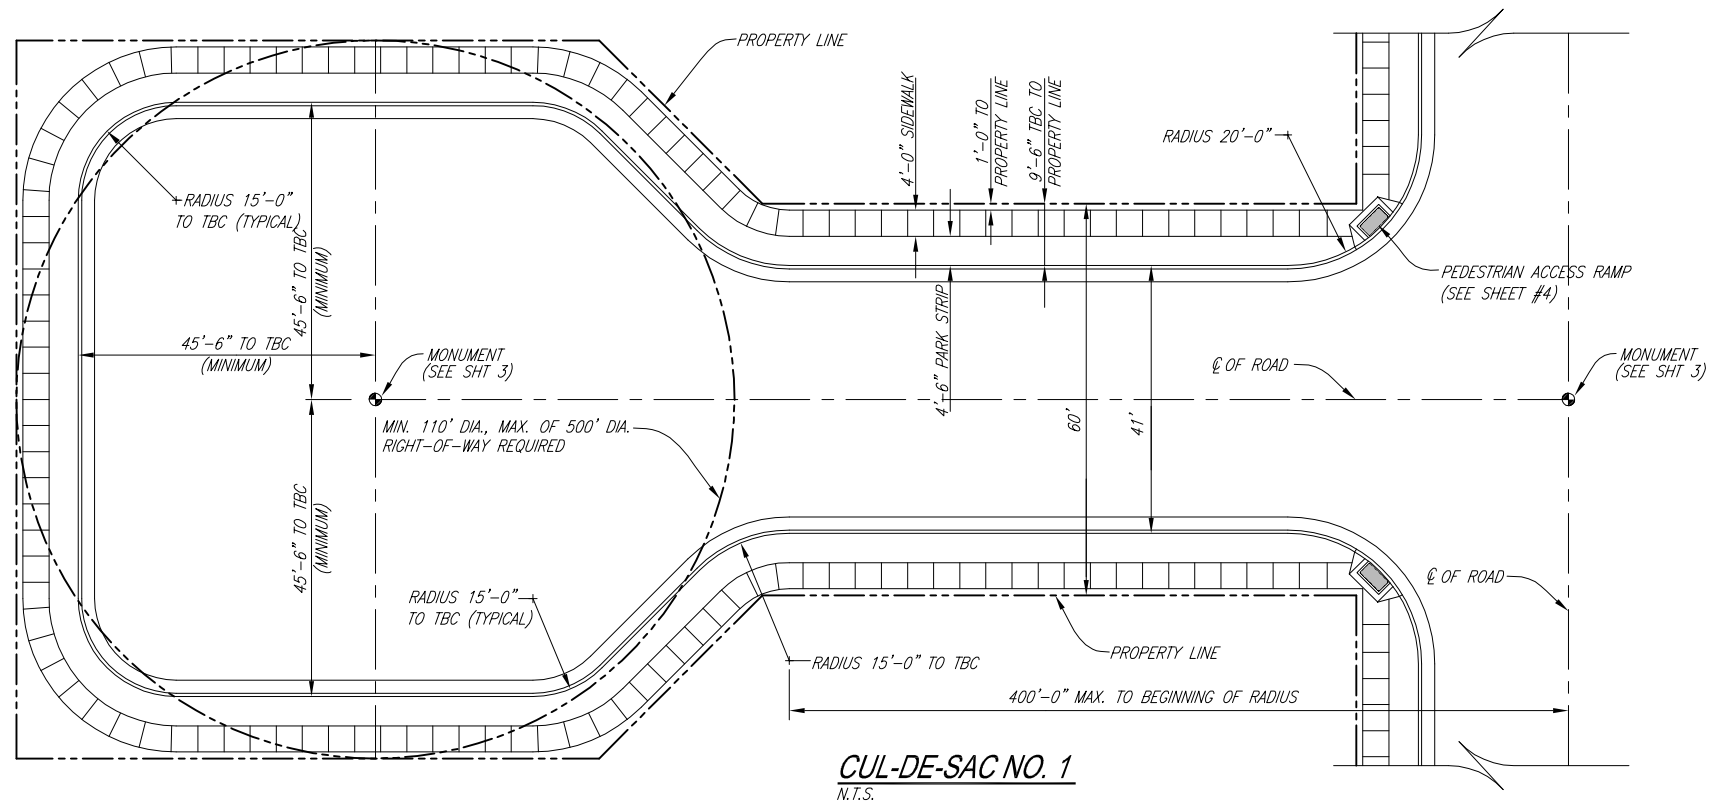 PROPERTY LINE
4'-0" SIDEWALK
1'-0" TO
PROPERTY LINE
9'-6" TBC TO
PROPERTY LINE
RADIUS 20'-0"
RADIUS 15'-0"
TO TBC (TYPICAL)
45'-6" TO TBC
(MINIMUM)
PEDESTRIAN ACCESS RAMP
(SEE SHEET #4)
45'-6" TO TBC
(MINIMUM)
MONUMENT
(SEE SHT 3)
4'-6" PARK STRIP
60'
41'
℄ OF ROAD
MONUMENT
(SEE SHT 3)
MIN. 110' DIA., MAX. OF 500' DIA.
RIGHT-OF-WAY REQUIRED
45'-6" TO TBC
(MINIMUM)
℄ OF ROAD
RADIUS 15'-0"
TO TBC (TYPICAL)
RADIUS 15'-0" TO TBC
PROPERTY LINE
400'-0" MAX. TO BEGINNING OF RADIUS
CUL-DE-SAC NO. 1
N.T.S.